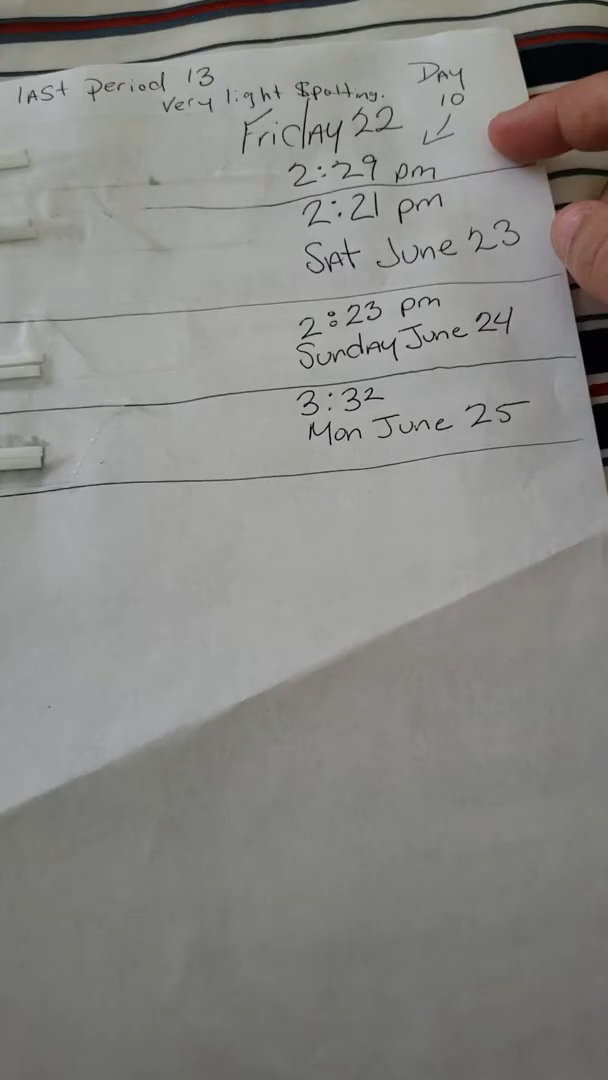 last period 13
very light Spotting.
DAY
10
Friday 22
2:29 pm
2:21 pm
SAt June 23
2:23 pm
Sunday June 24
3:32
Mon June 25